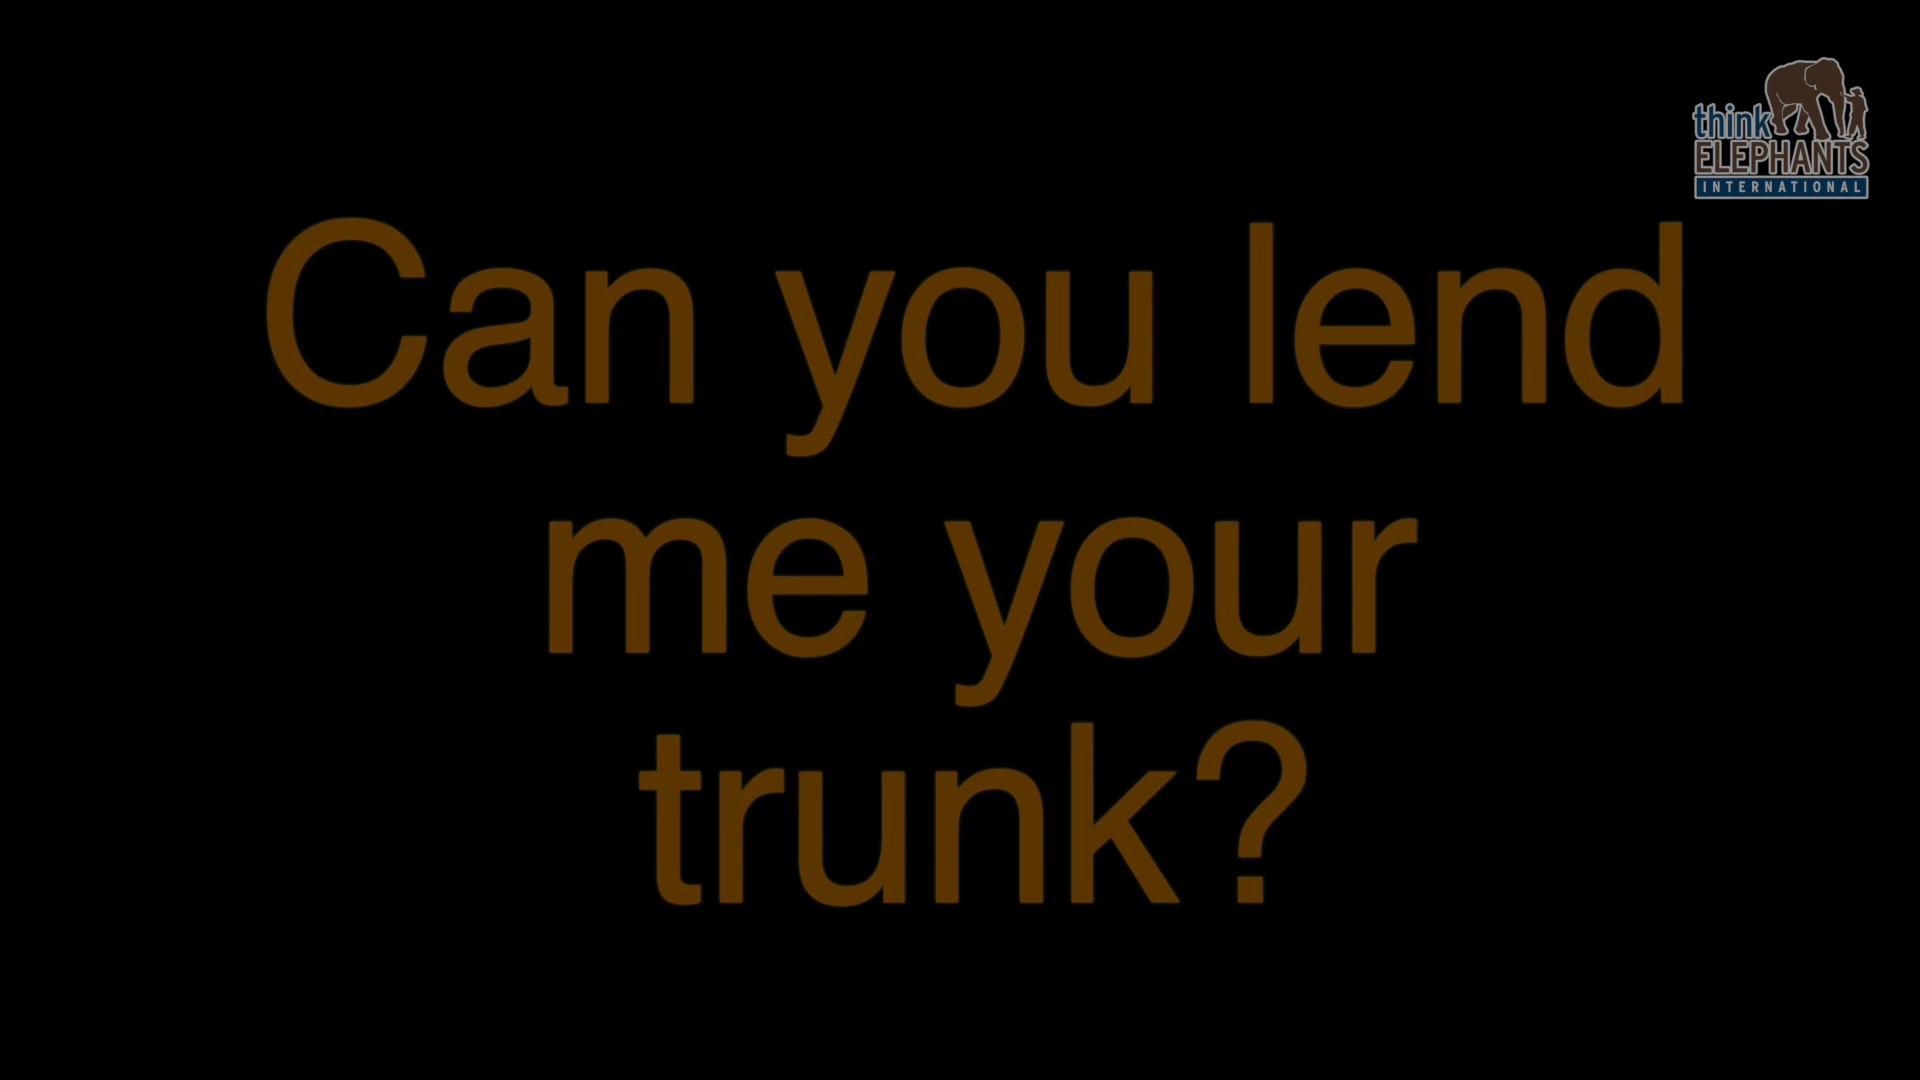 think
ELEPHANTS
INTERNATIONAL
Can you lend
me your
trunk?